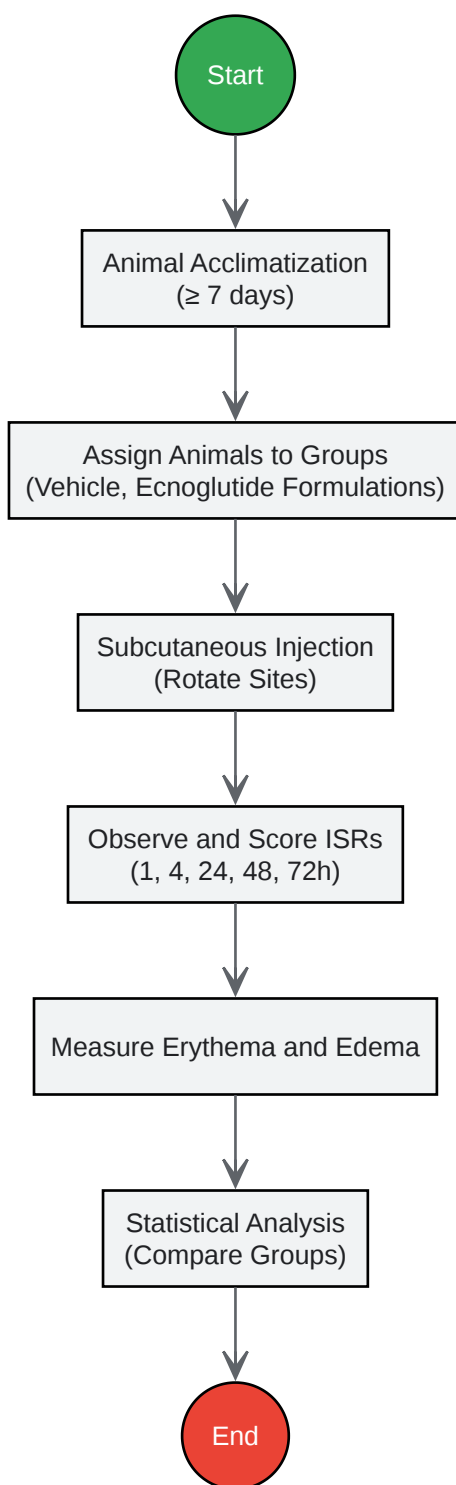 Start
Animal Acclimatization
(≥ 7 days)
Assign Animals to Groups
(Vehicle, Ecnoglutide Formulations)
Subcutaneous Injection
(Rotate Sites)
Observe and Score ISRs
(1, 4, 24, 48, 72h)
Measure Erythema and Edema
Statistical Analysis
(Compare Groups)
End